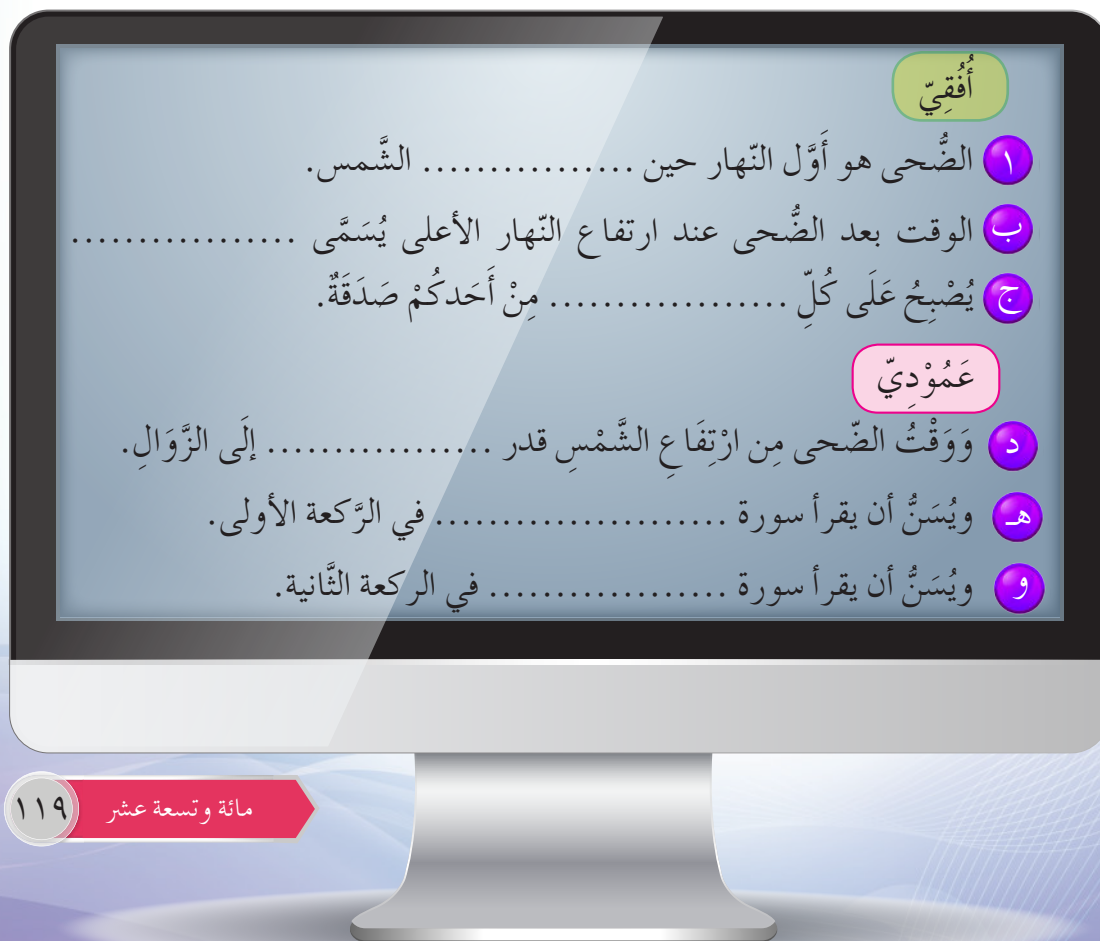 أُفُقِيّ
١ الضُّحى هو أَوَّل النّهار حين ................ الشَّمس.
ب الوقت بعد الضُّحى عند ارتفاع النّهار الأعلى يُسَمَّى .................
ج يُصْبِحُ عَلَى كُلِّ .................. مِنْ أَحَدكُمْ صَدَقَةٌ.
عَمُوْدِيّ
د وَوَقْتُ الضّحى مِن ارْتِفَاعِ الشَّمْسِ قدر ................. إلَى الزَّوَالِ.
هـ ويُسَنُّ أن يقرأ سورة ...................... في الرَّكعة الأولى.
و ويُسَنُّ أن يقرأ سورة .................. في الركعة الثَّانية.
مائة وتسعة عشر ١١٩